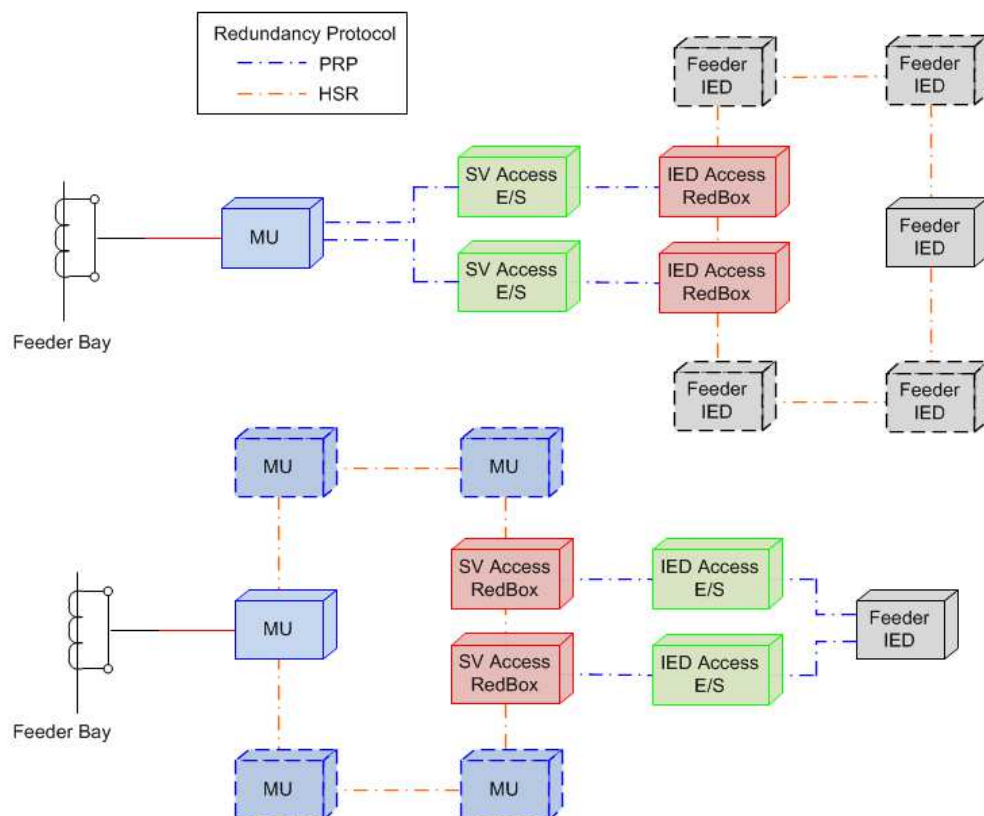 Redundancy Protocol
PRP
HSR
Feeder
IED
Feeder
IED
SV Access
E/S
IED Access
RedBox
MU
Feeder
IED
SV Access
E/S
IED Access
RedBox
Feeder Bay
Feeder
IED
Feeder
IED
MU
MU
SV Access
RedBox
IED Access
E/S
MU
Feeder
IED
SV Access
RedBox
IED Access
E/S
Feeder Bay
MU
MU